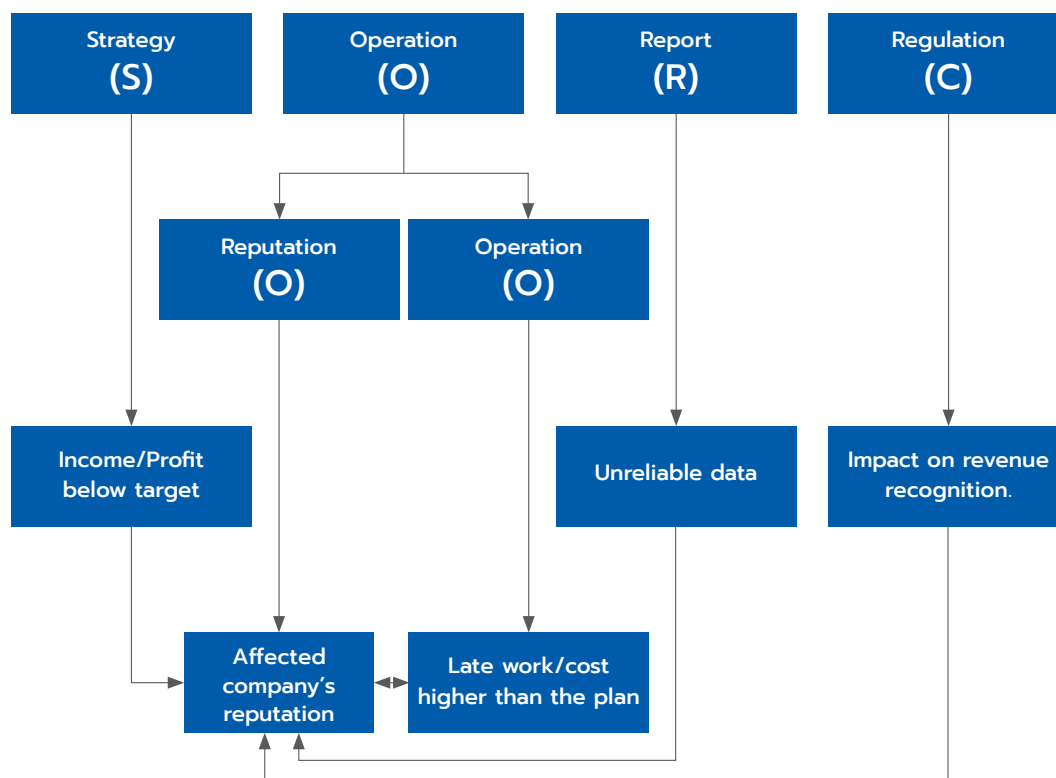 Strategy
(S)
Operation
(O)
Report
(R)
Regulation
(C)
Reputation
(O)
Operation
(O)
Income/Profit
below target
Unreliable data
Impact on revenue
recognition.
Affected
company's
reputation
Late work/cost
higher than the plan